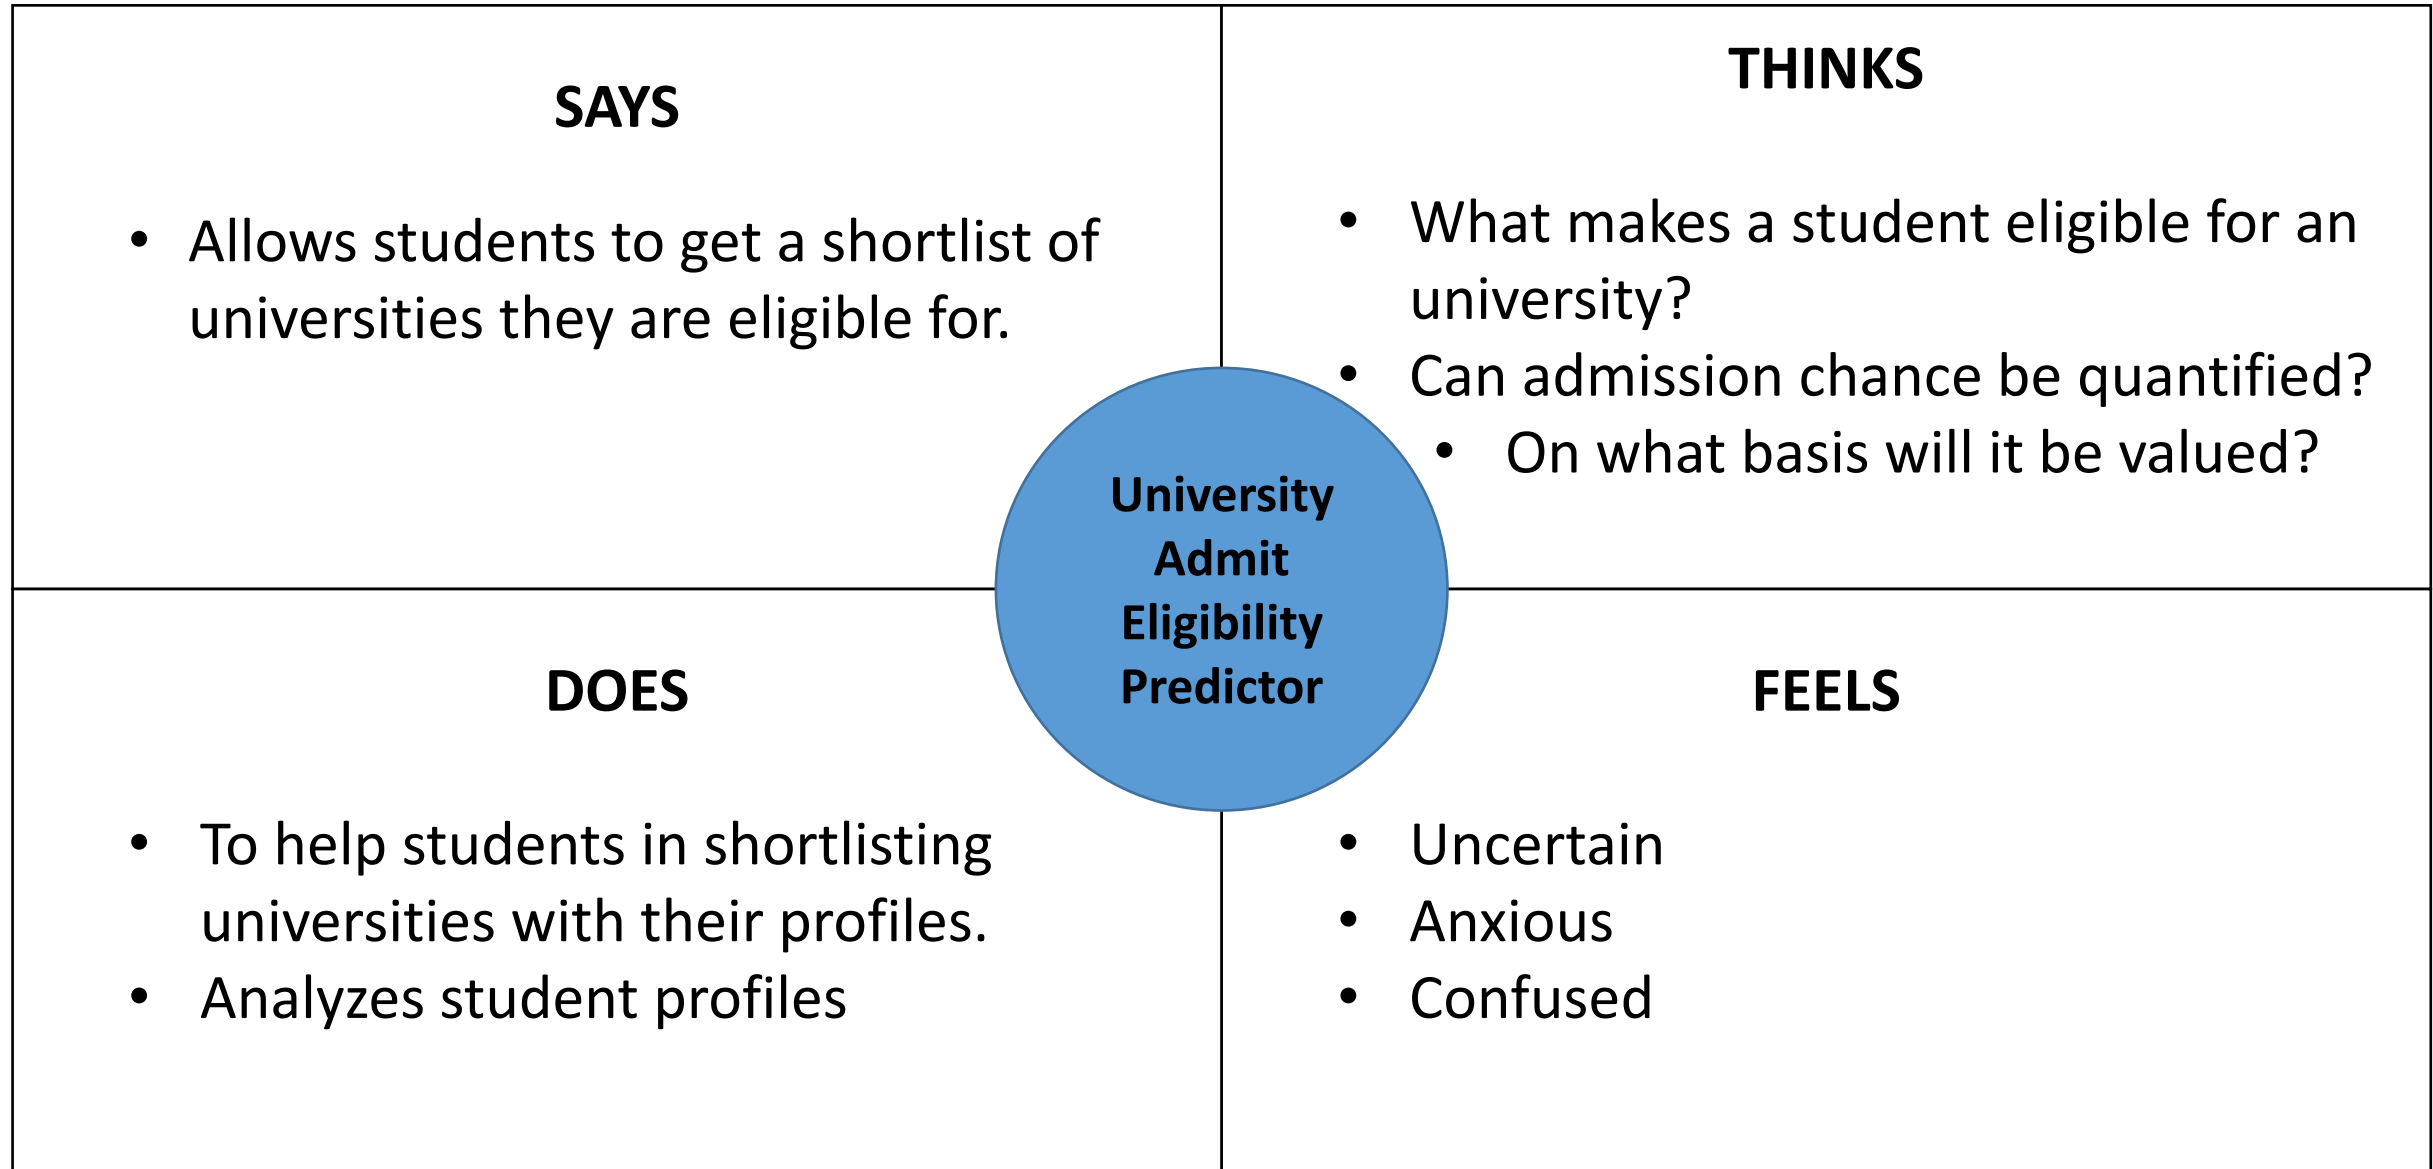 SAYS
• Allows students to get a shortlist of
universities they are eligible for.
THINKS
• What makes a student eligible for an
university?
• Can admission chance be quantified?
• On what basis will it be valued?
University
Admit
Eligibility
Predictor
DOES
• To help students in shortlisting
universities with their profiles.
• Analyzes student profiles
FEELS
• Uncertain
• Anxious
• Confused